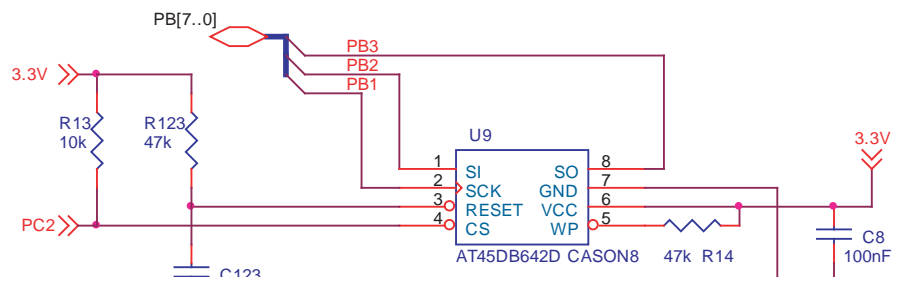 PB[7..0]
PB3
PB2
PB1
3.3V
R13
10k
R123
47k
U9
3.3V
1
SI
SO
8
2
SCK
GND
7
3
RESET
VCC
6
4
CS
WP
5
PC2
AT45DB642D CASON8
47k R14
C8
100nF
C123